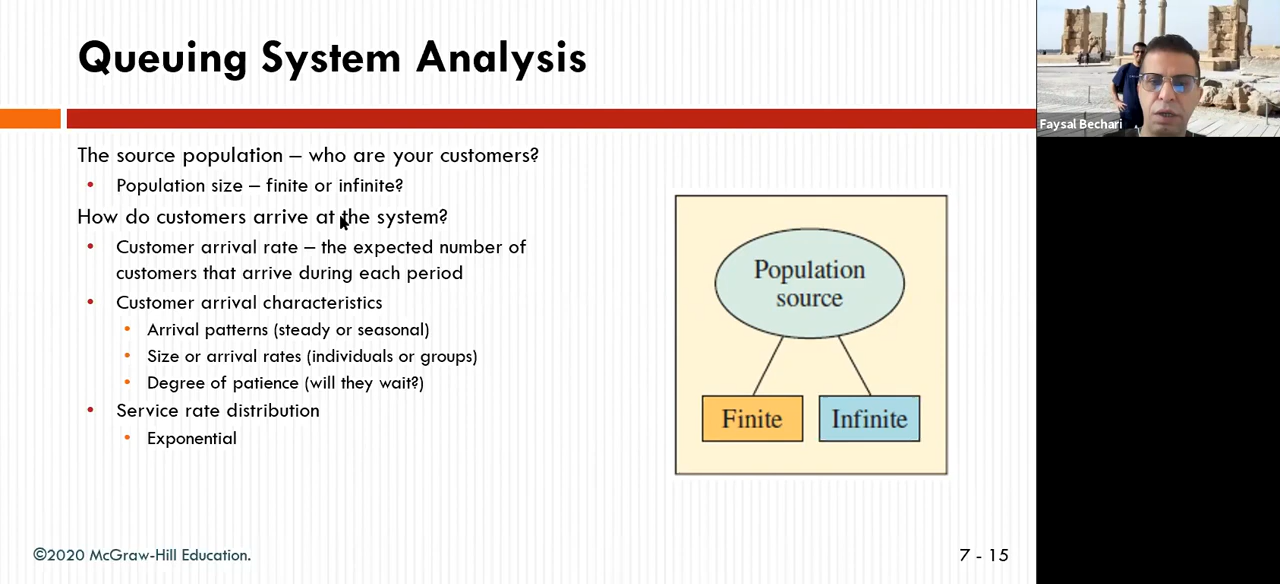 Queuing System Analysis
The source population – who are your customers?
• Population size – finite or infinite?
How do customers arrive at the system?
• Customer arrival rate – the expected number of
customers that arrive during each period
• Customer arrival characteristics
• Arrival patterns (steady or seasonal)
• Size or arrival rates (individuals or groups)
• Degree of patience (will they wait?)
• Service rate distribution
• Exponential
Population
source
Finite
Infinite
©2020 McGraw-Hill Education.
7 - 15
Faysal Bechari